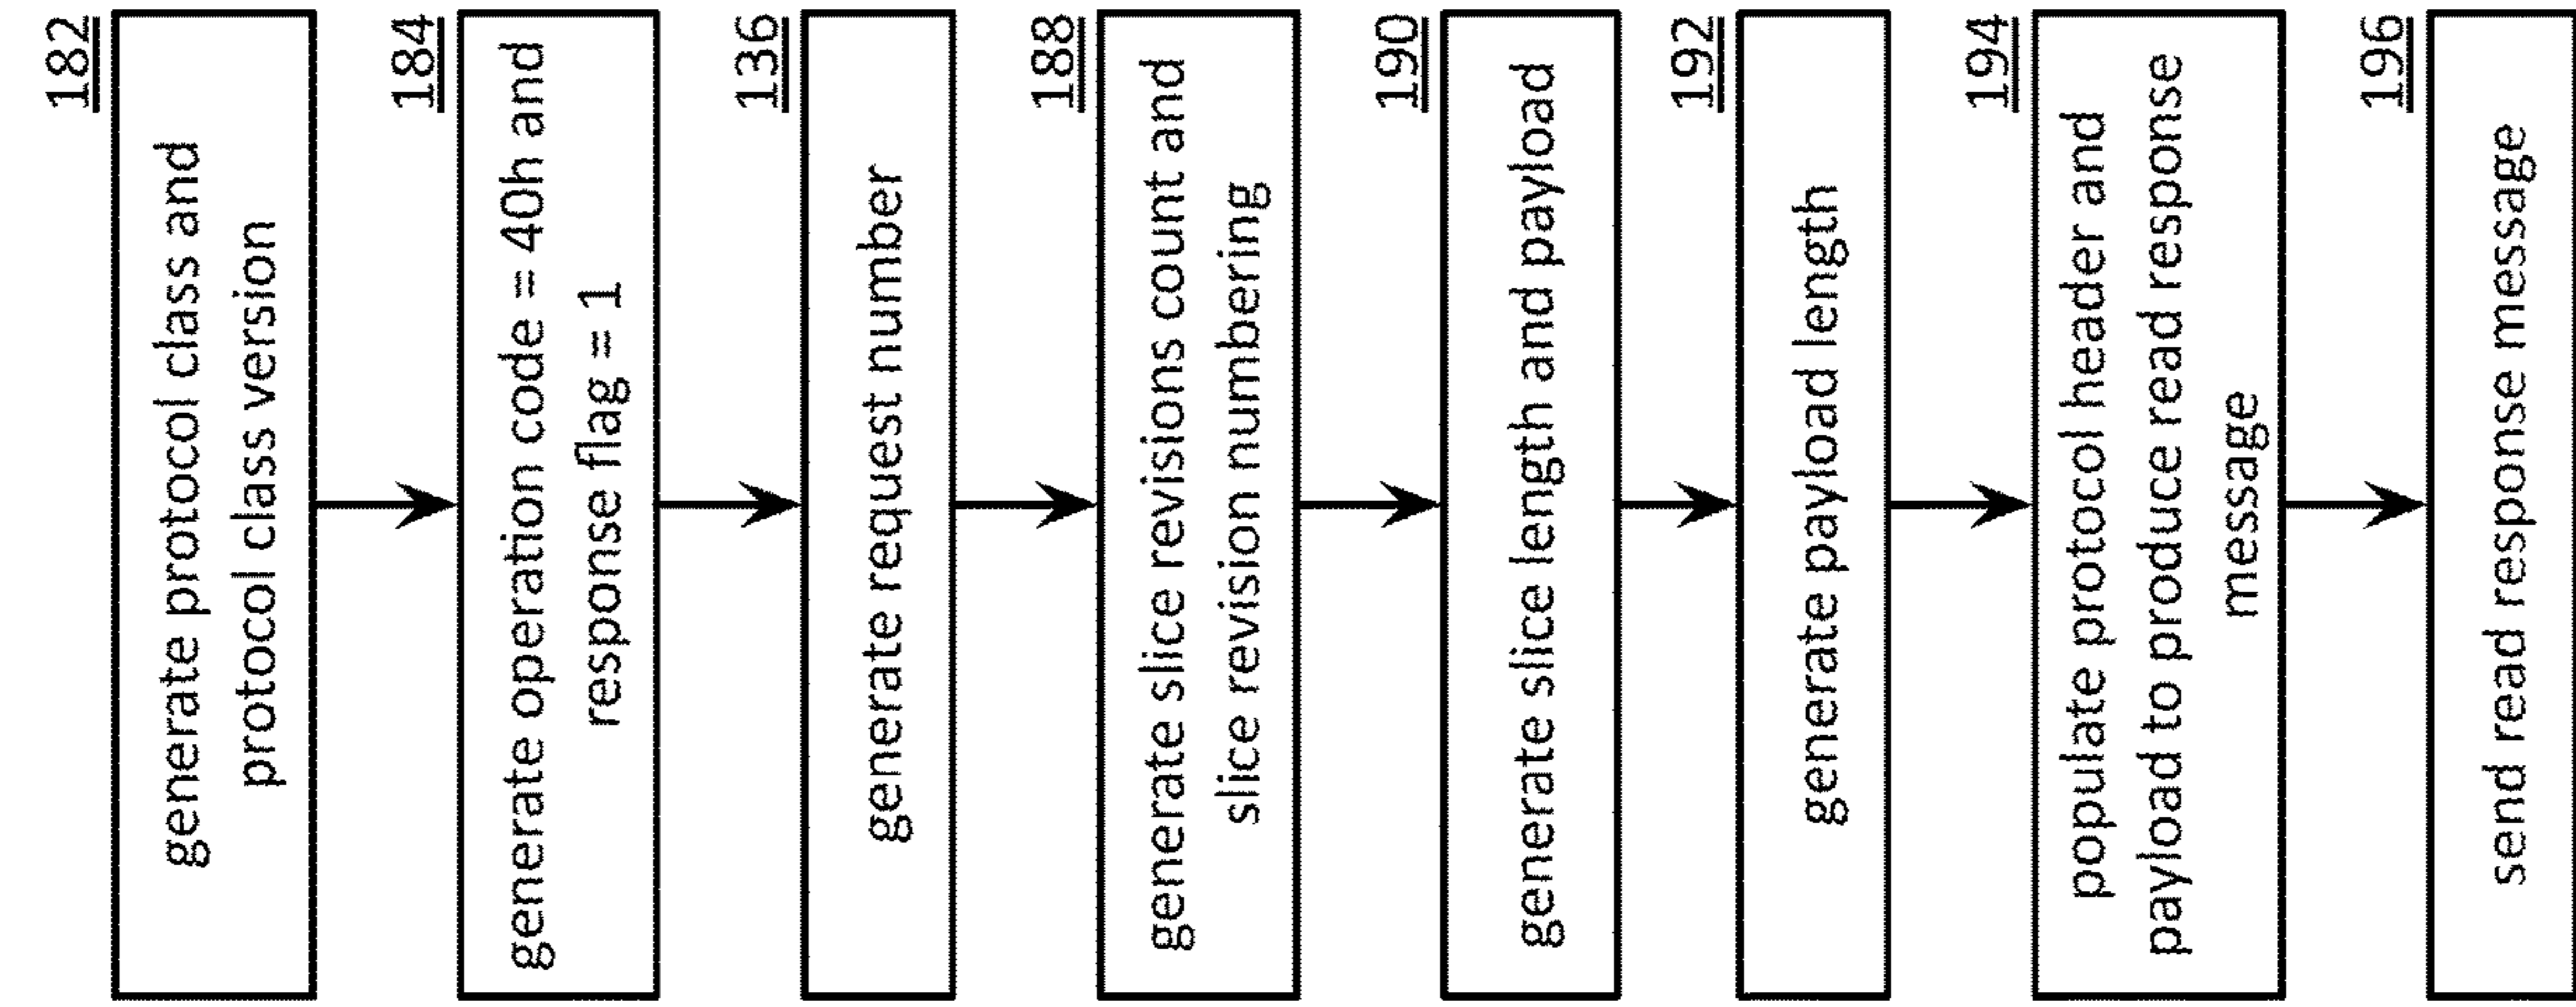 182
generate protocol class and
protocol class version
184
generate operation code = 40h and
response flag = 1
136
generate request number
188
generate slice revisions count and
slice revision numbering
190
generate slice length and payload
192
generate payload length
194
populate protocol header and
payload to produce read response
message
196
send read response message